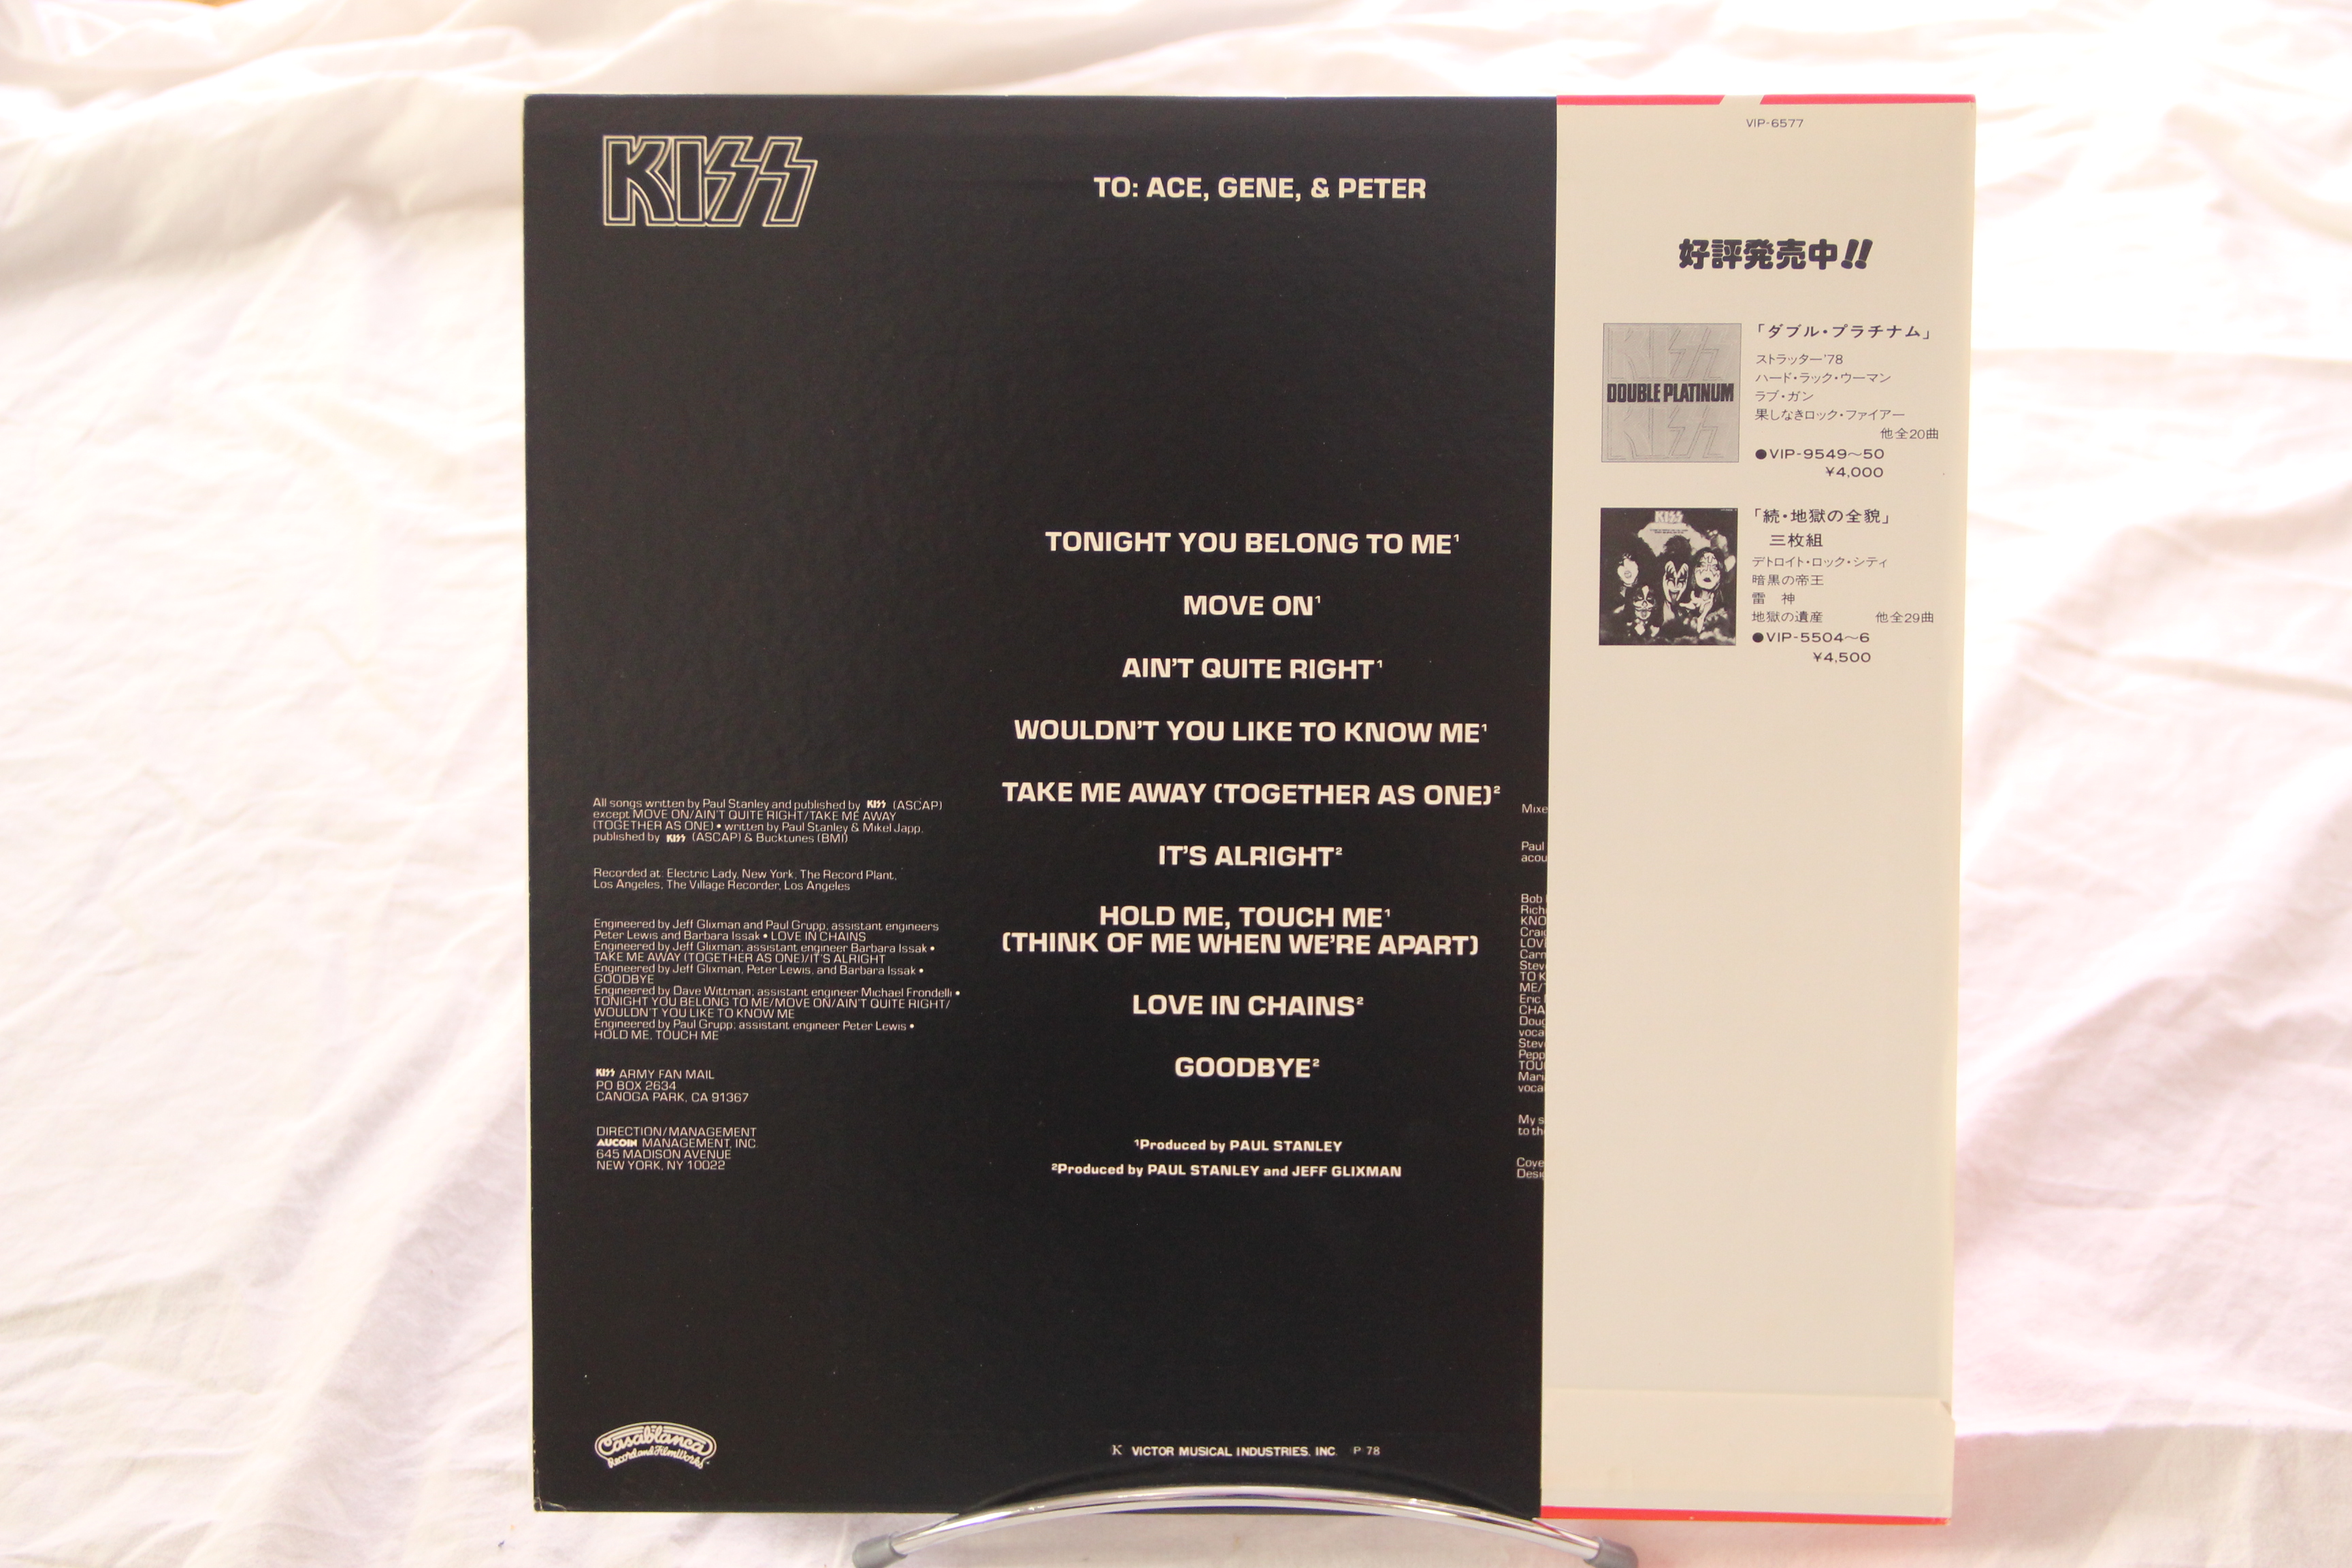 KISS
TO: ACE, GENE, & PETER
TONIGHT YOU BELONG TO ME¹
MOVE ON¹
AIN'T QUITE RIGHT¹
WOULDN'T YOU LIKE TO KNOW ME¹
TAKE ME AWAY (TOGETHER AS ONE)²
IT'S ALRIGHT²
HOLD ME, TOUCH ME¹
(THINK OF ME WHEN WE'RE APART)
LOVE IN CHAINS²
GOODBYE²
¹Produced by PAUL STANLEY
²Produced by PAUL STANLEY and JEFF GLIXMAN
All songs written by Paul Stanley and published by KISS (ASCAP)
except MOVE ON/AIN'T QUITE RIGHT/TAKE ME AWAY
(TOGETHER AS ONE) • written by Paul Stanley & Mikel Japp,
published by KISS (ASCAP) & Bucktunes (BMI)
Recorded at: Electric Lady, New York, The Record Plant,
Los Angeles, The Village Recorder, Los Angeles
Engineered by Jeff Glixman and Paul Grupp; assistant engineers
Peter Lewis and Barbara Issak • LOVE IN CHAINS
Engineered by Jeff Glixman; assistant engineer Barbara Issak •
TAKE ME AWAY (TOGETHER AS ONE)/IT'S ALRIGHT
Engineered by Jeff Glixman, Peter Lewis, and Barbara Issak •
GOODBYE
Engineered by Dave Wittman; assistant engineer Michael Frondelli •
TONIGHT YOU BELONG TO ME/MOVE ON/AIN'T QUITE RIGHT/
WOULDN'T YOU LIKE TO KNOW ME
Engineered by Paul Grupp; assistant engineer Peter Lewis •
HOLD ME, TOUCH ME
KISS ARMY FAN MAIL
PO BOX 2634
CANOGA PARK, CA 91367
DIRECTION/MANAGEMENT
AUCOIN MANAGEMENT, INC.
645 MADISON AVENUE
NEW YORK, NY 10022
Paul
Bob
LOV
TO K
ME/
Eric
CHA
voca
voca
My s
to th
Casablanca
Record and FilmWorks
K VICTOR MUSICAL INDUSTRIES, INC. P 78
VIP-6577
好評発売中!!
KISS
DOUBLE PLATINUM
KISS
「ダブル・プラチナム」
ストラッター'78
ハード・ラック・ウーマン
ラブ・ガン
果しなきロック・ファイアー
他全20曲
●VIP-9549〜50
¥4,000
KISS
「続・地獄の全貌」
三枚組
デトロイト・ロック・シティ
暗黒の帝王
雷 神
地獄の遺産 他全29曲
●VIP-5504〜6
¥4,500